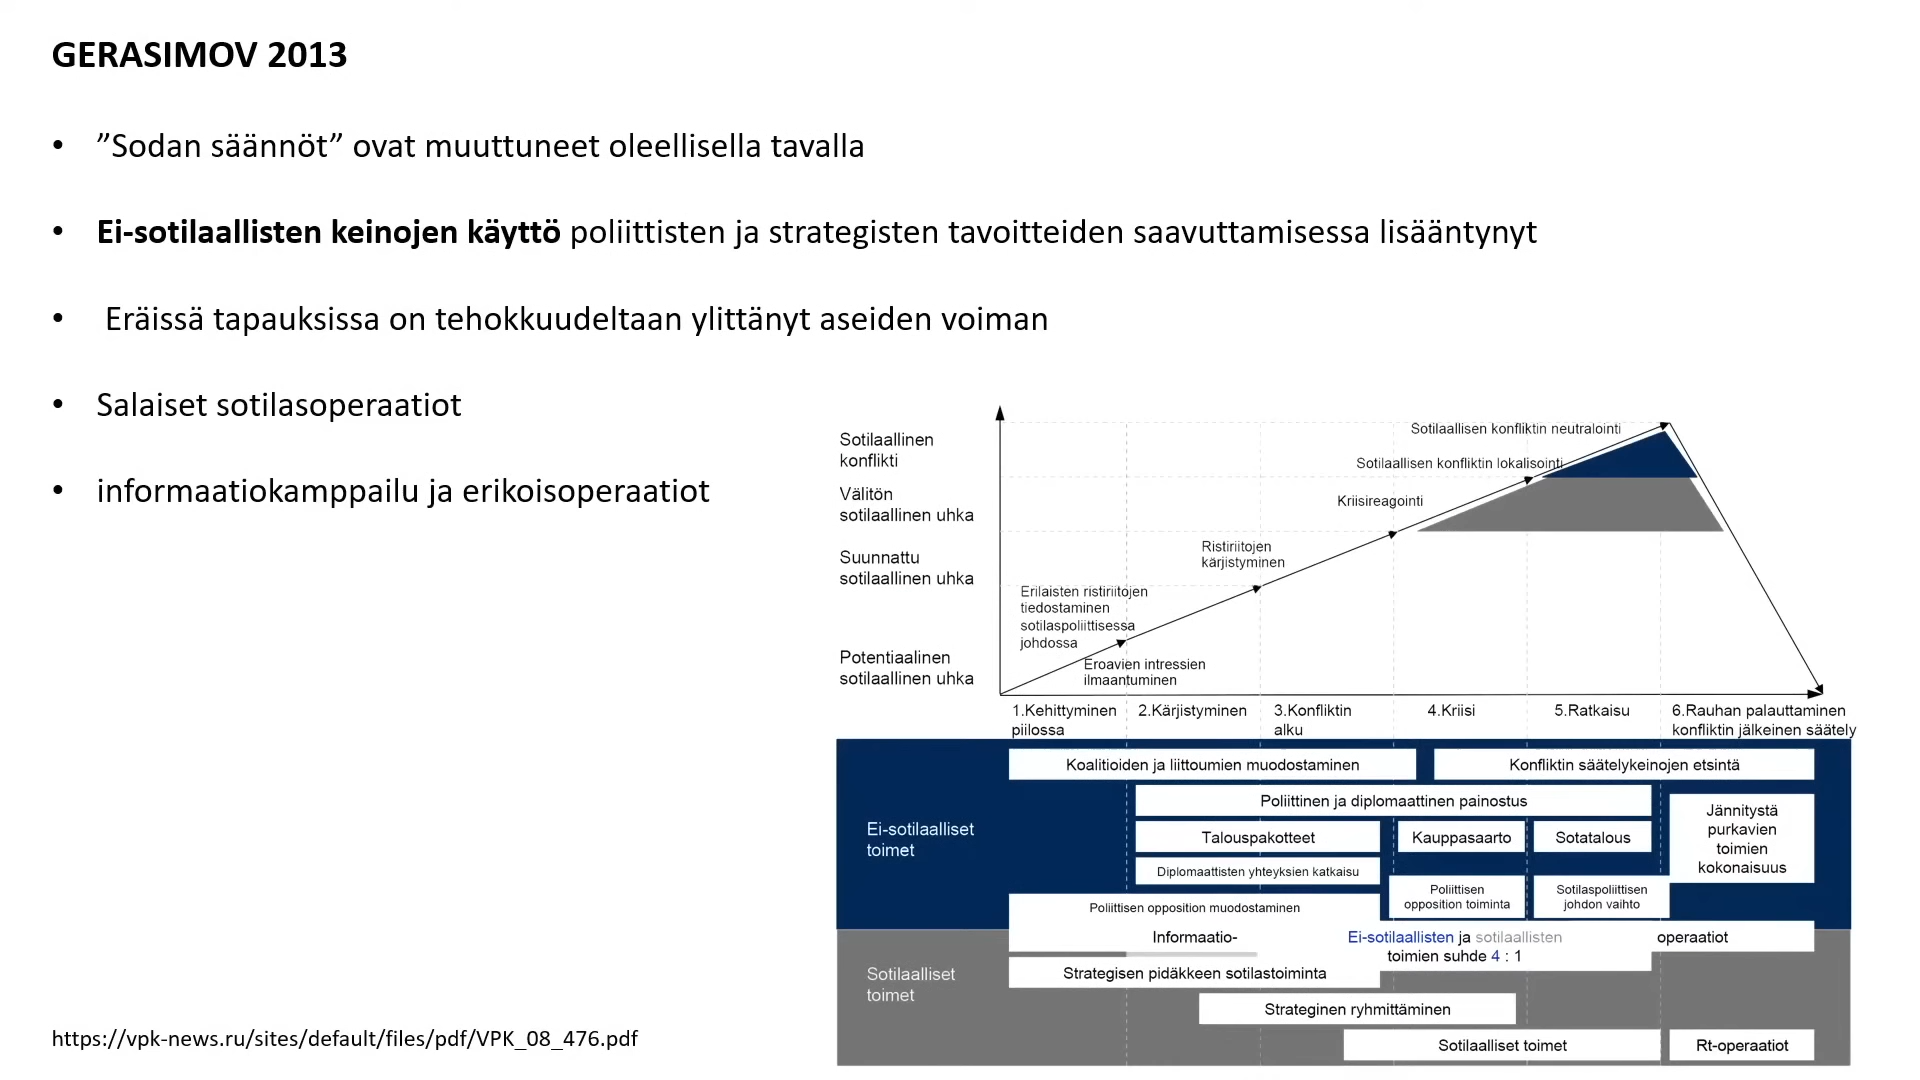 GERASIMOV 2013
• ”Sodan säännöt” ovat muuttuneet oleellisella tavalla
• Ei-sotilaallisten keinojen käyttö poliittisten ja strategisten tavoitteiden saavuttamisessa lisääntynyt
• Eräissä tapauksissa on tehokkuudeltaan ylittänyt aseiden voiman
• Salaiset sotilasoperaatiot
• informaatiokamppailu ja erikoisoperaatiot
Sotilaallinen
konflikti
Välitön
sotilaallinen uhka
Suunnattu
sotilaallinen uhka
Potentiaalinen
sotilaallinen uhka
Sotilaallisen konfliktin neutralointi
Sotilaallisen konfliktin lokalisointi
Kriisireagointi
Ristiriitojen
kärjistyminen
Erilaisten ristiriitojen
tiedostaminen
sotilaspoliittisessa
johdossa
Eroavien intressien
ilmaantuminen
1.Kehittyminen
piilossa
2.Kärjistyminen
3.Konfliktin
alku
4.Kriisi
5.Ratkaisu
6.Rauhan palauttaminen
konfliktin jälkeinen säätely
Ei-sotilaalliset
toimet
Koalitioiden ja liittoumien muodostaminen
Konfliktin säätelykeinojen etsintä
Poliittinen ja diplomaattinen painostus
Talouspakotteet
Kauppasaarto
Sotatalous
Jännitystä
purkavien
toimien
kokonaisuus
Diplomaattisten yhteyksien katkaisu
Poliittisen opposition muodostaminen
Poliittisen
opposition toiminta
Sotilaspoliittisen
johdon vaihto
Informaatio-
Ei-sotilaallisten ja sotilaallisten
toimien suhde 4 : 1
operaatiot
Sotilaalliset
toimet
Strategisen pidäkkeen sotilastoiminta
Strateginen ryhmittäminen
Sotilaalliset toimet
Rt-operaatiot
https://vpk-news.ru/sites/default/files/pdf/VPK_08_476.pdf